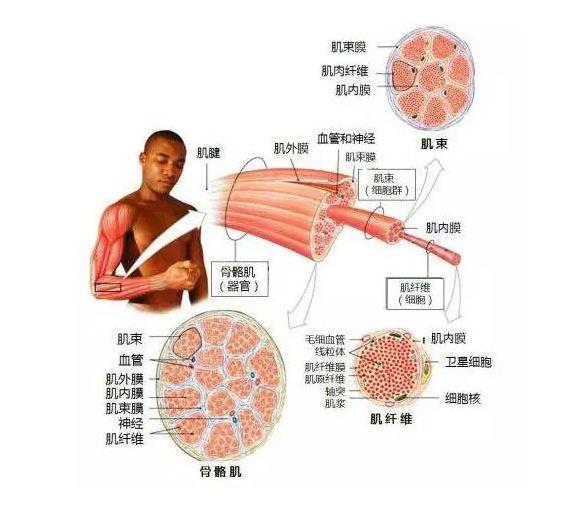 肌束膜
肌肉纤维
肌内膜
肌束
血管和神经
肌外膜
肌腱
肌束膜
肌束
（细胞群）
肌内膜
骨骼肌
（器官）
肌纤维
（细胞）
肌束
血管
肌外膜
肌内膜
肌束膜
神经
肌纤维
骨骼肌
毛细血管
线粒体
肌纤维膜
肌原纤维
轴突
肌浆
肌内膜
卫星细胞
细胞核
肌纤维